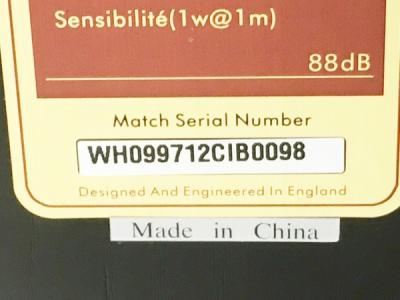 Sensibilité(1w@1m)
88dB
Match Serial Number
WH099712CIB0098
Designed And Engineered In England
Made in China